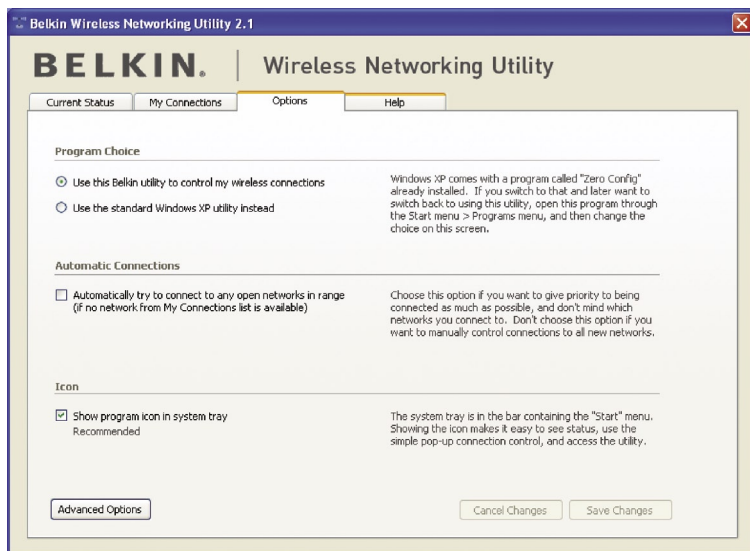 Belkin Wireless Networking Utility 2.1
BELKIN. | Wireless Networking Utility
Current Status
My Connections
Options
Help
Program Choice
Use this Belkin utility to control my wireless connections
Use the standard Windows XP utility instead
Windows XP comes with a program called "Zero Config"
already installed. If you switch to that and later want to
switch back to using this utility, open this program through
the Start menu > Programs menu, and then change the
choice on this screen.
Automatic Connections
Automatically try to connect to any open networks in range
(if no network from My Connections list is available)
Choose this option if you want to give priority to being
connected as much as possible, and don't mind which
networks you connect to. Don't choose this option if you
want to manually control connections to all new networks.
Icon
Show program icon in system tray
Recommended
The system tray is in the bar containing the "Start" menu.
Showing the icon makes it easy to see status, use the
simple pop-up connection control, and access the utility.
Advanced Options
Cancel Changes
Save Changes